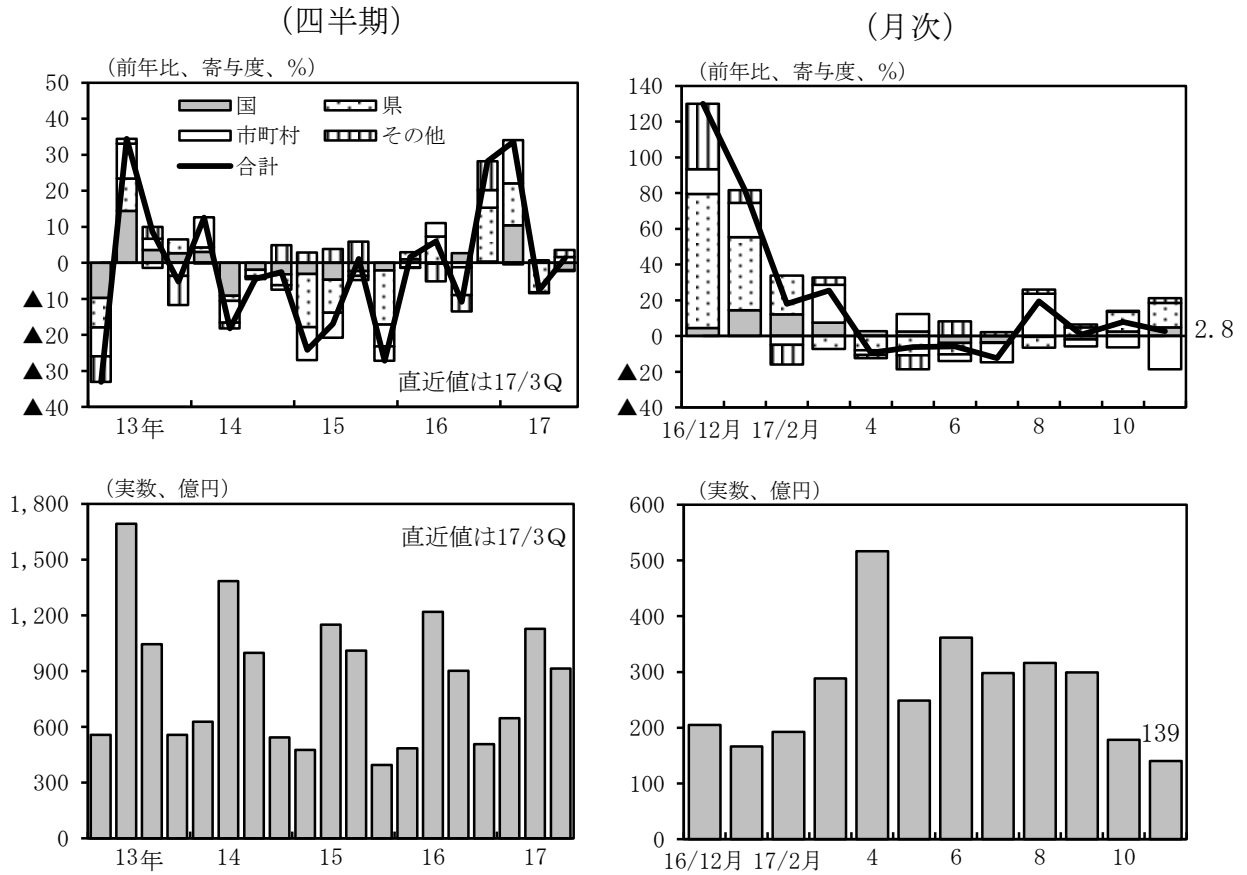 （四半期）
（前年比、寄与度、%）
50
40
30
20
10
0
▲ 10
▲ 20
▲ 30
▲ 40
国
県
市町村
その他
合計
直近値は17/3Q
13年 14 15 16 17
（月次）
（前年比、寄与度、%）
140
120
100
80
60
40
20
0
▲ 20
▲ 40
2.8
16/12月 17/2月 4 6 8 10
（実数、億円）
1,800
1,500
1,200
900
600
300
0
直近値は17/3Q
13年 14 15 16 17
（実数、億円）
600
500
400
300
200
100
0
139
16/12月 17/2月 4 6 8 10